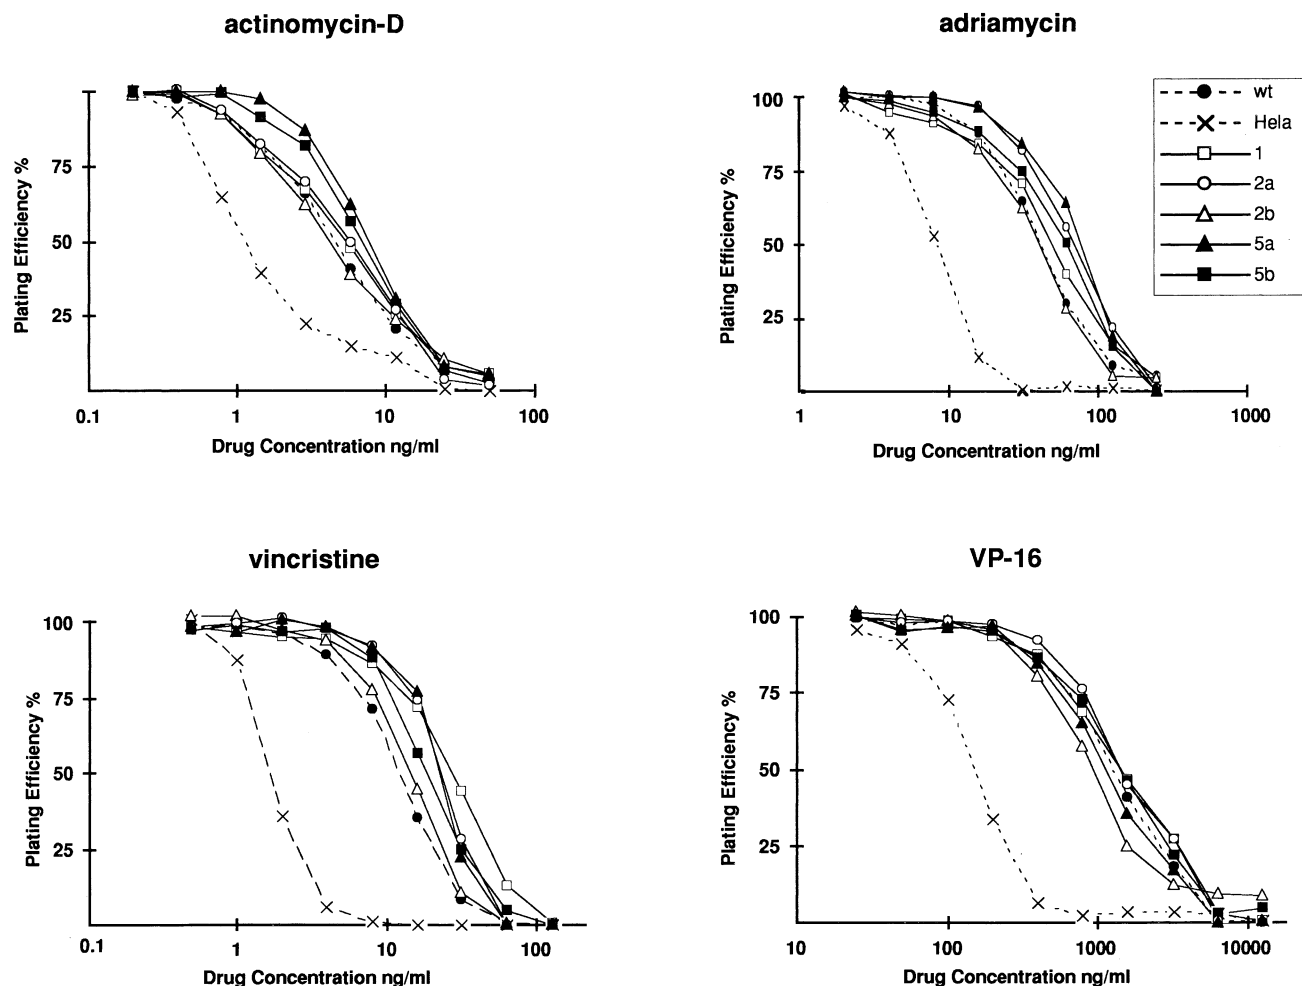 actinomycin-D
75
50
25
0.1 1 10 100
Plating Efficiency %
Drug Concentration ng/ml
adriamycin
100
75
50
25
1 10 100 1000
Plating Efficiency %
Drug Concentration ng/ml
wt
Hela
1
2a
2b
5a
5b
vincristine
100
75
50
25
0.1 1 10 100
Plating Efficiency %
Drug Concentration ng/ml
VP-16
100
75
50
25
10 100 1000 10000
Plating Efficiency %
Drug Concentration ng/ml